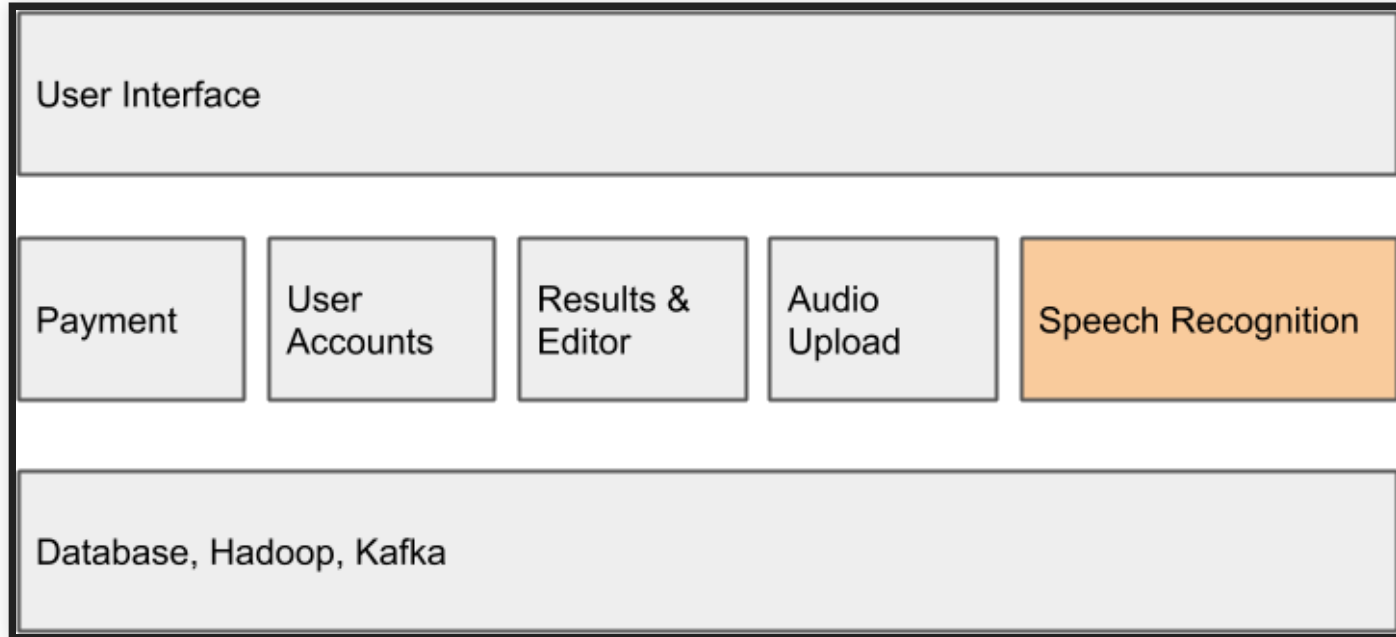 User Interface
Payment
User
Accounts
Results &
Editor
Audio
Upload
Speech Recognition
Database, Hadoop, Kafka